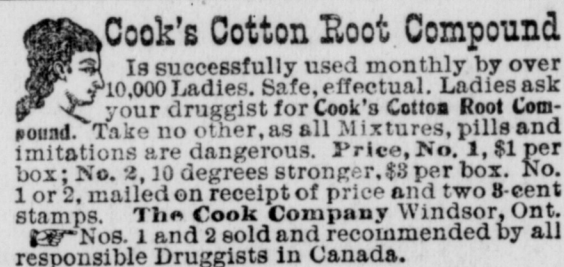 Cook's Cotton Root Compound
Is successfully used monthly by over
10,000 Ladies. Safe, effectual. Ladies ask
your druggist for Cook's Cotton Root Com-
pound. Take no other, as all Mixtures, pills and
imitations are dangerous. Price, No. 1, $1 per
box; No. 2, 10 degrees stronger, $3 per box. No.
1 or 2, mailed on receipt of price and two 3-cent
stamps. The Cook Company Windsor, Ont.
☞Nos. 1 and 2 sold and recommended by all
responsible Druggists in Canada.